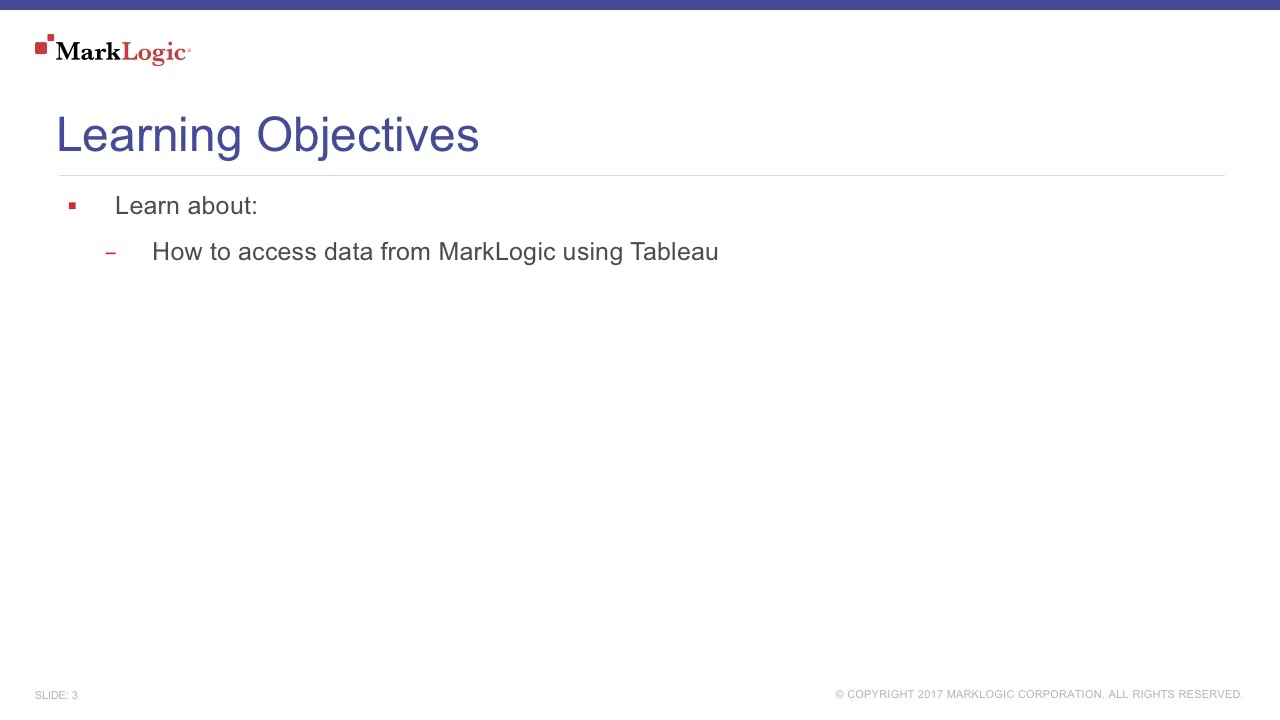 MarkLogic
Learning Objectives
▪ Learn about:
– How to access data from MarkLogic using Tableau
SLIDE: 3
© COPYRIGHT 2017 MARKLOGIC CORPORATION. ALL RIGHTS RESERVED.